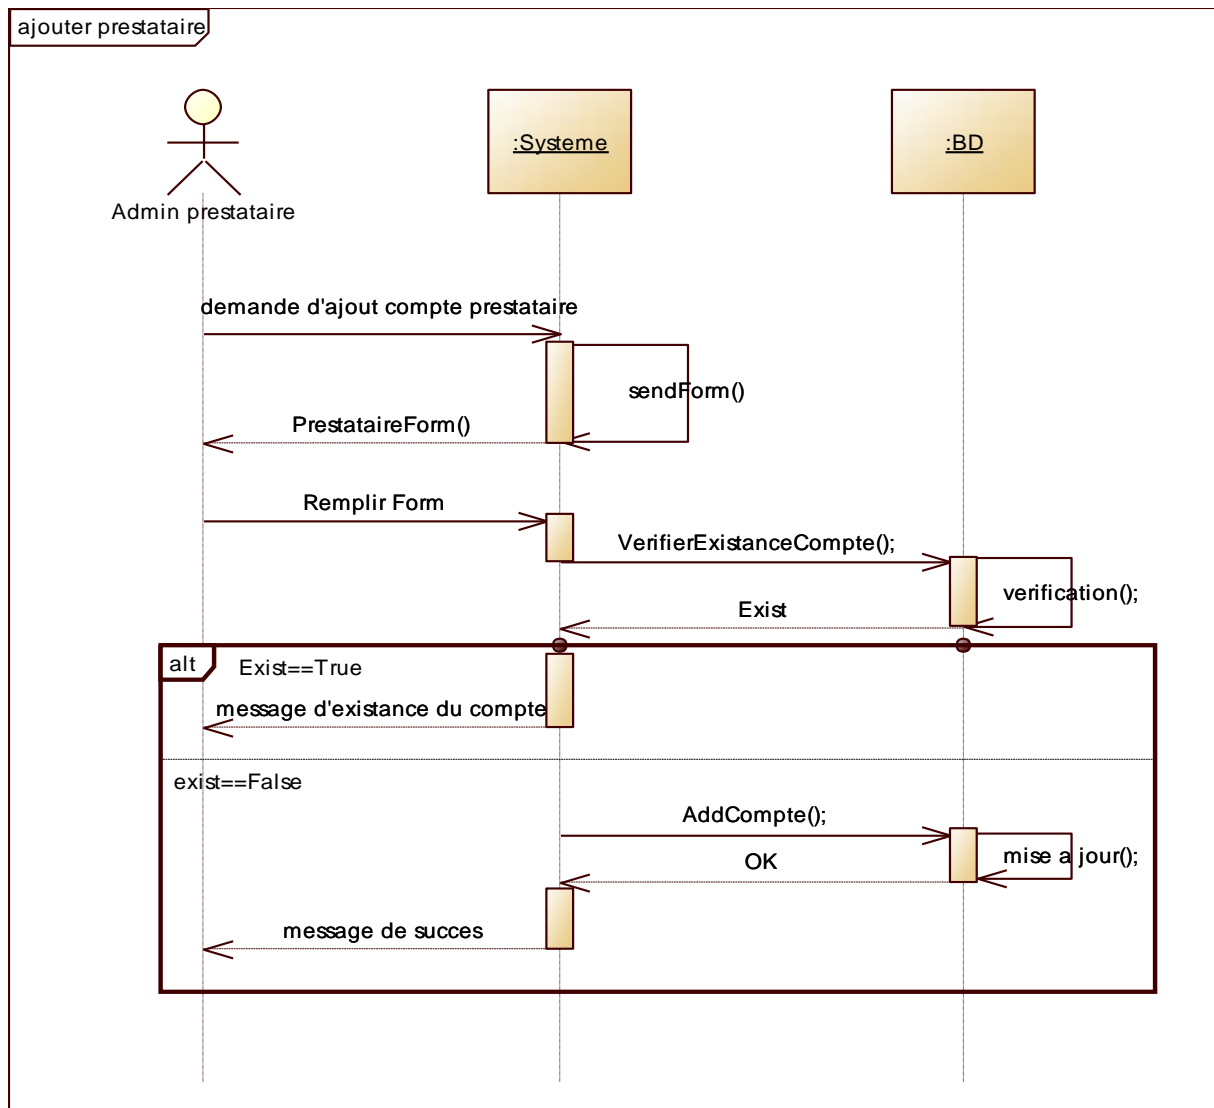 ajouter prestataire
:Systeme
:BD
Admin prestataire
demande d'ajout compte prestataire
sendForm()
PrestataireForm()
Remplir Form
VerifierExistanceCompte();
verification();
Exist
alt
Exist==True
message d'existance du compte
exist==False
AddCompte();
mise a jour();
OK
message de succes